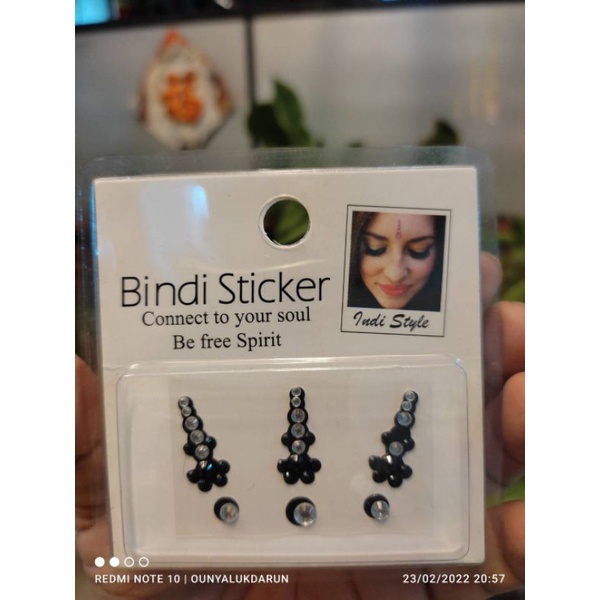 Bindi Sticker
Connect to your soul
Be free Spirit
Indi Style
REDMI NOTE 10 | OUNYALUKDARUN
23/02/2022 20:57